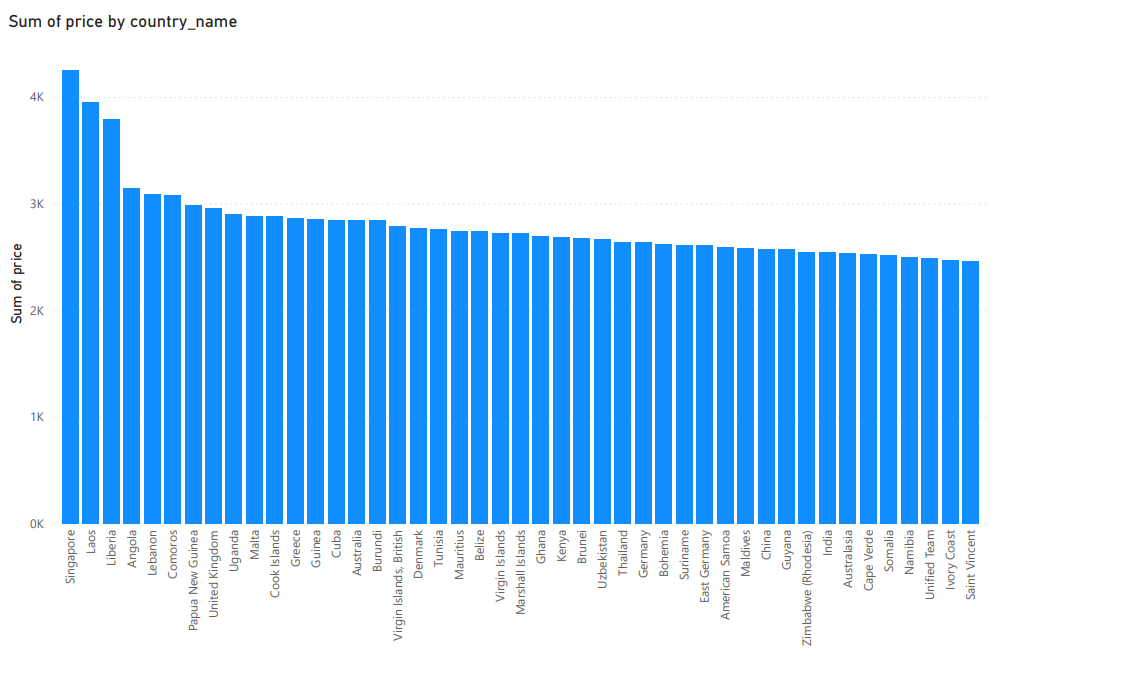 Sum of price by country_name
4K
3K
2K
1K
0K
Sum of price
Singapore
Laos
Liberia
Angola
Lebanon
Comoros
Papua New Guinea
United Kingdom
Uganda
Malta
Cook Islands
Greece
Guinea
Cuba
Australia
Burundi
Virgin Islands, British
Denmark
Tunisia
Mauritius
Belize
Virgin Islands
Marshall Islands
Ghana
Kenya
Brunei
Uzbekistan
Thailand
Germany
Bohemia
Suriname
East Germany
American Samoa
Maldives
China
Guyana
Zimbabwe (Rhodesia)
India
Australasia
Cape Verde
Somalia
Namibia
Unified Team
Ivory Coast
Saint Vincent